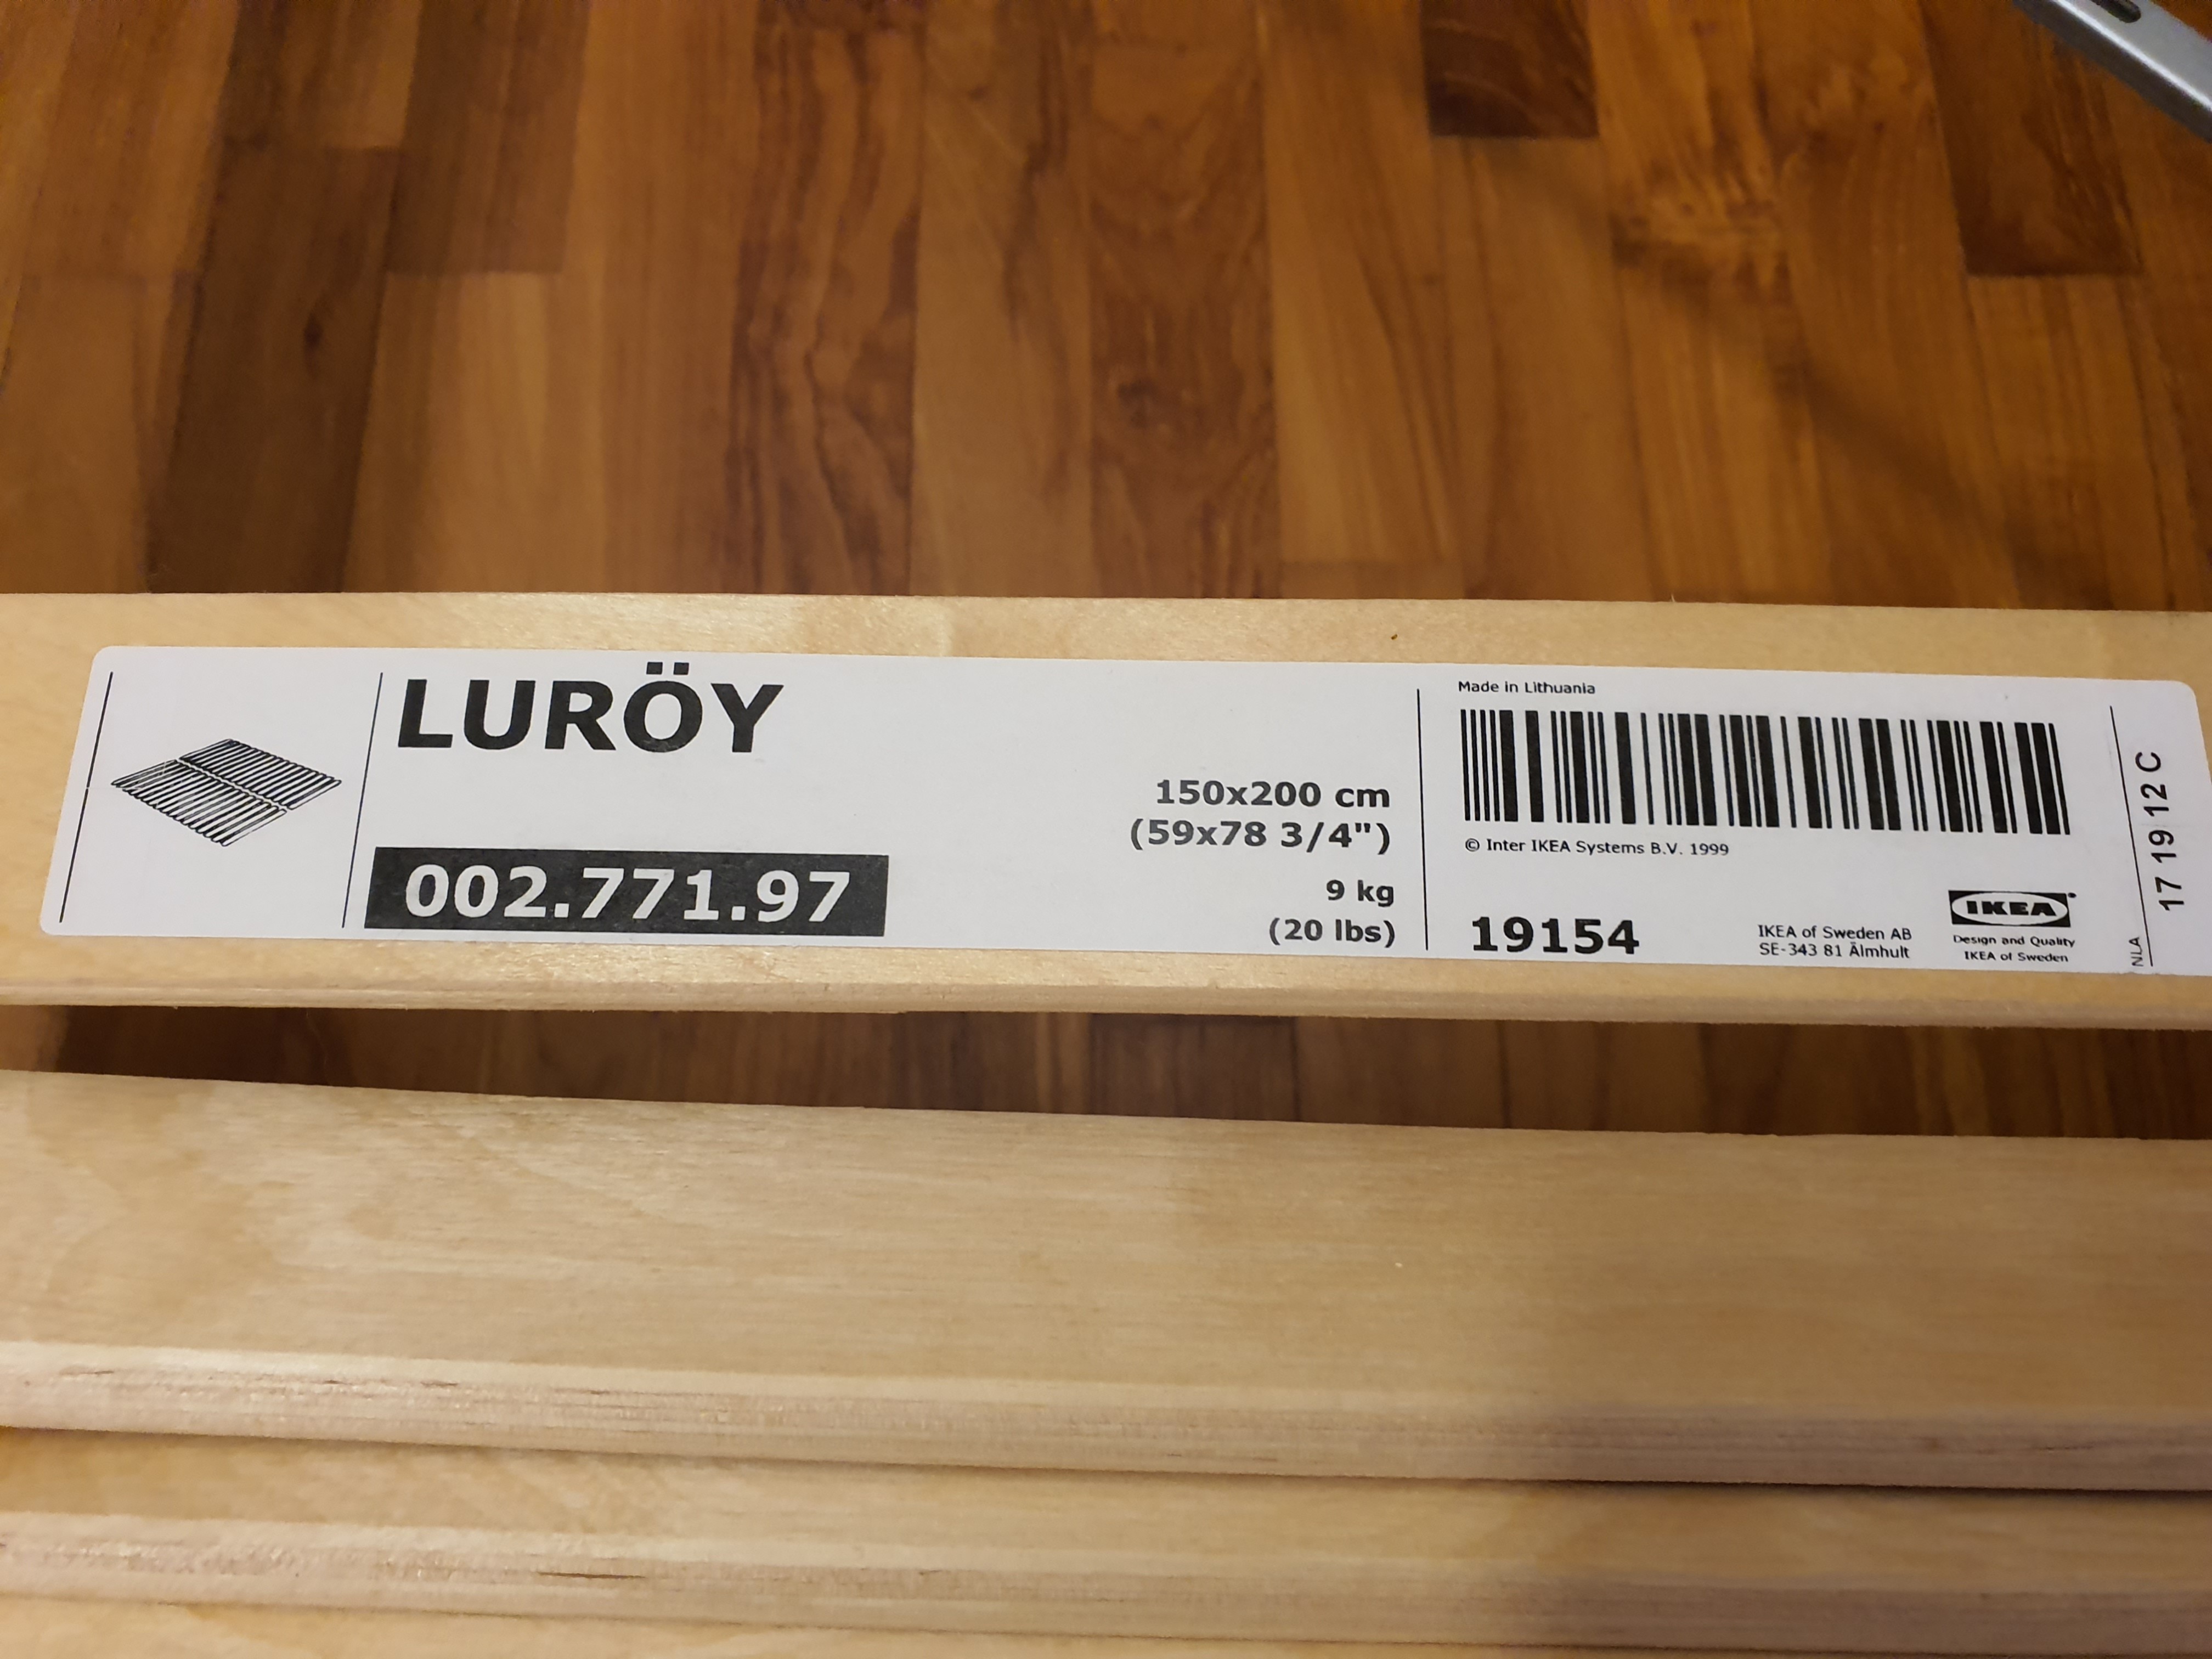 LURÖY
002.771.97
150x200 cm
(59x78 3/4")
9 kg
(20 lbs)
Made in Lithuania
© Inter IKEA Systems B.V. 1999
19154
IKEA of Sweden AB
SE-343 81 Älmhult
IKEA
Design and Quality
IKEA of Sweden
NLA
17 19 12 C